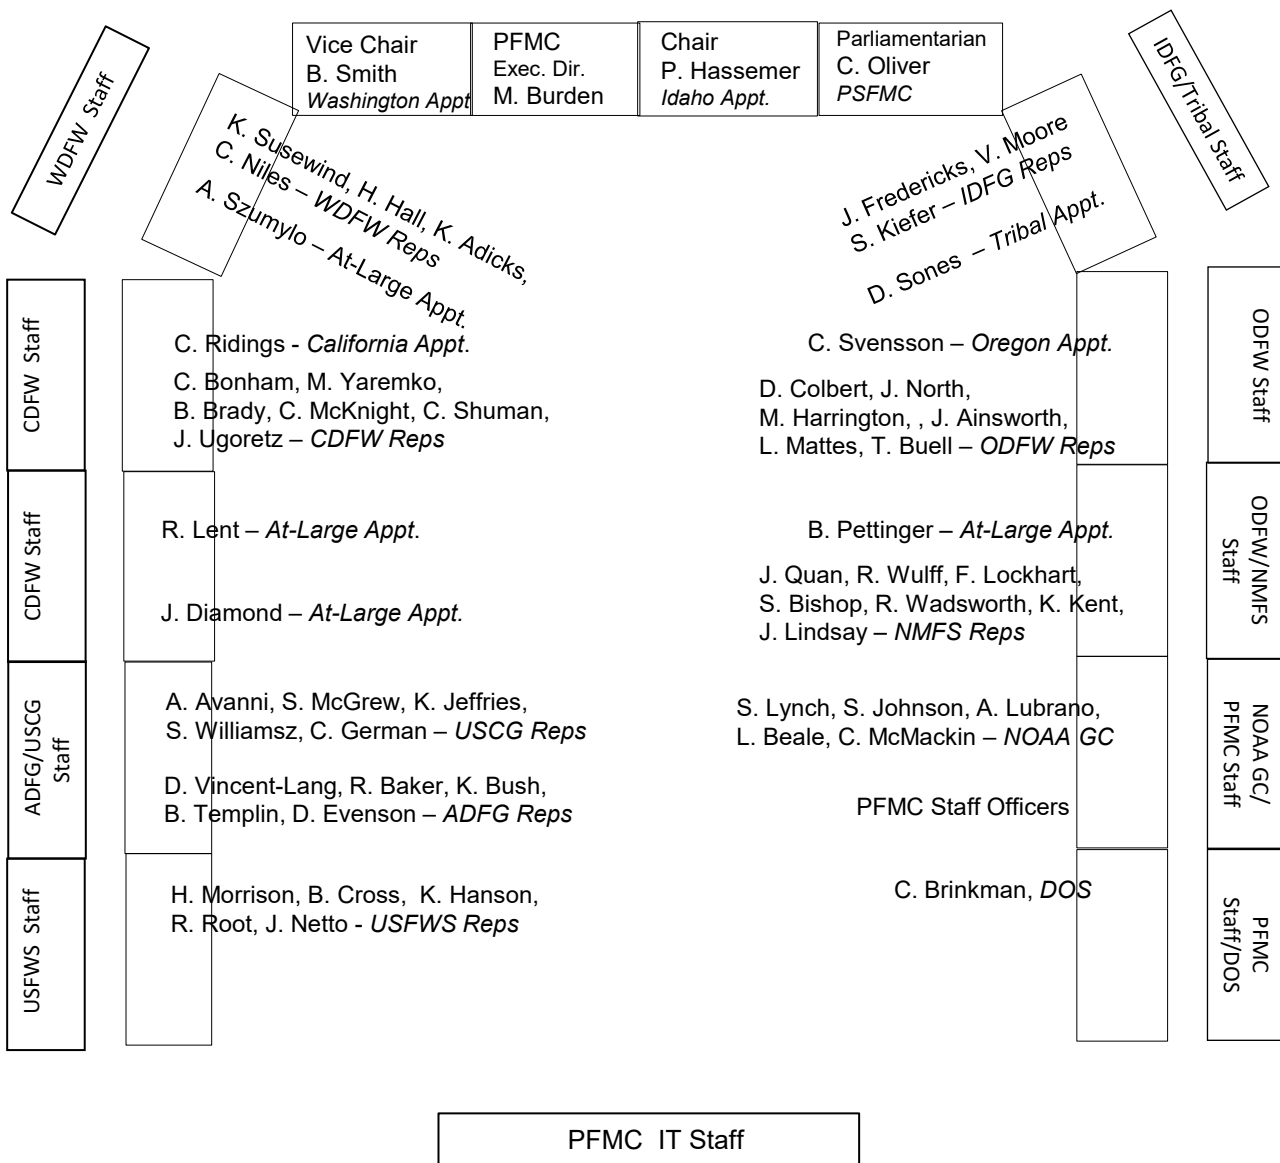 Vice Chair
B. Smith
Washington Appt
PFMC
Exec. Dir.
M. Burden
Chair
P. Hassemer
Idaho Appt.
Parliamentarian
C. Oliver
PSFMC
WDFW Staff
IDFG/Tribal Staff
K. Susewind, H. Hall, K. Adicks,
C. Niles – WDFW Reps
A. Szumylo – At-Large Appt.
J. Fredericks, V. Moore
S. Kiefer – IDFG Reps
D. Sones – Tribal Appt.
CDFW Staff
C. Ridings - California Appt.
C. Bonham, M. Yaremko,
B. Brady, C. McKnight, C. Shuman,
J. Ugoretz – CDFW Reps
C. Svensson – Oregon Appt.
D. Colbert, J. North,
M. Harrington, , J. Ainsworth,
L. Mattes, T. Buell – ODFW Reps
ODFW Staff
CDFW Staff
R. Lent – At-Large Appt.
J. Diamond – At-Large Appt.
B. Pettinger – At-Large Appt.
J. Quan, R. Wulff, F. Lockhart,
S. Bishop, R. Wadsworth, K. Kent,
J. Lindsay – NMFS Reps
ODFW/NMFS
Staff
ADFG/USCG
Staff
A. Avanni, S. McGrew, K. Jeffries,
S. Williamsz, C. German – USCG Reps
D. Vincent-Lang, R. Baker, K. Bush,
B. Templin, D. Evenson – ADFG Reps
S. Lynch, S. Johnson, A. Lubrano,
L. Beale, C. McMackin – NOAA GC
PFMC Staff Officers
NOAA GC/
PFMC Staff
USFWS Staff
H. Morrison, B. Cross, K. Hanson,
R. Root, J. Netto - USFWS Reps
C. Brinkman, DOS
PFMC
Staff/DOS
PFMC IT Staff